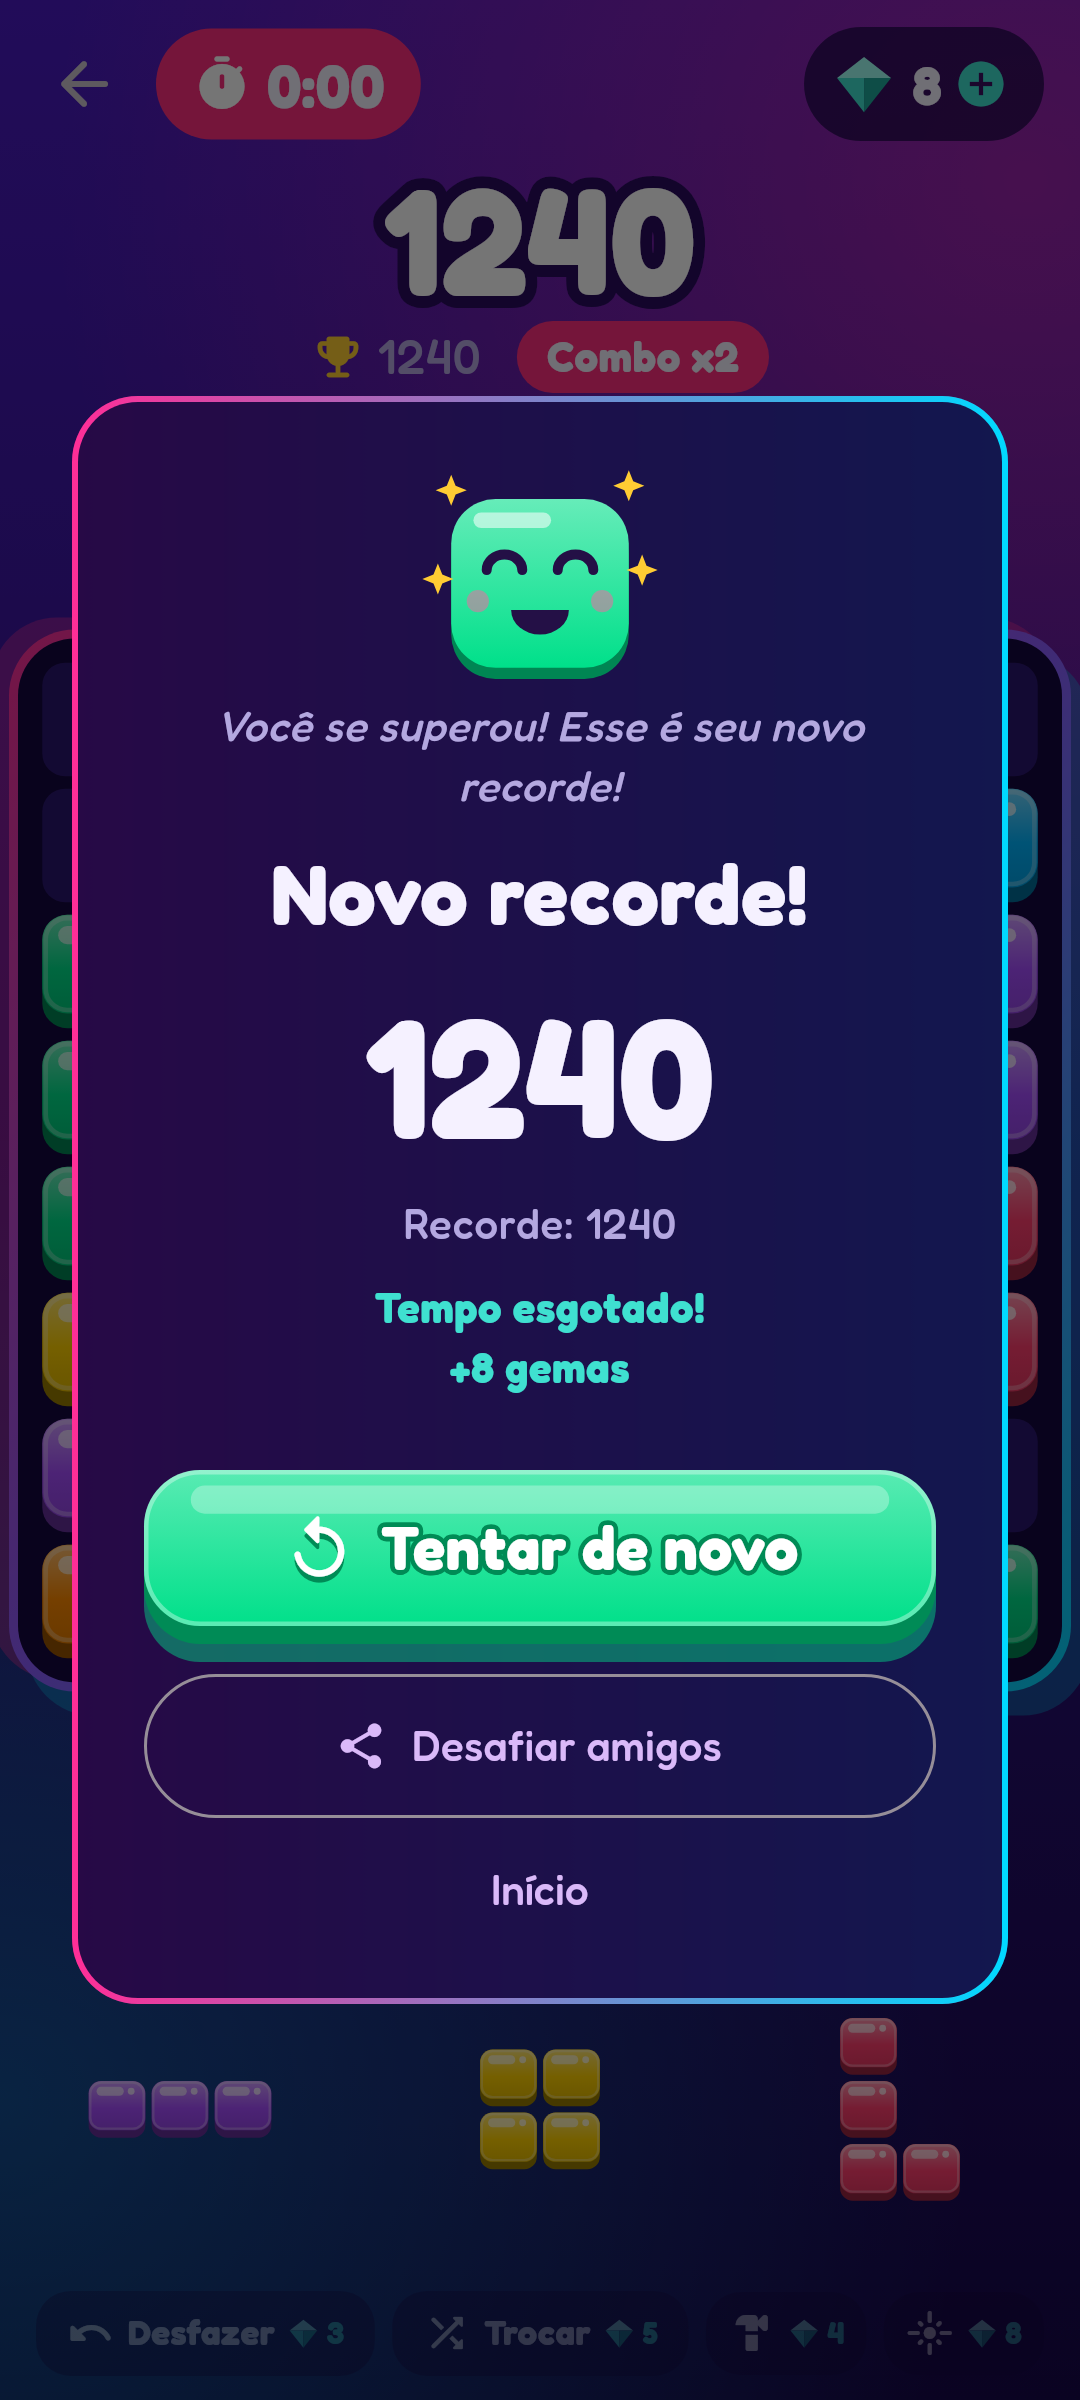 0:00
8
1240
1240
Combo x2
Você se superou! Esse é seu novo
recorde!
Novo recorde!
1240
Recorde: 1240
Tempo esgotado!
+8 gemas
Tentar de novo
Desafiar amigos
Início
Desfazer 3
Trocar 5
4
8